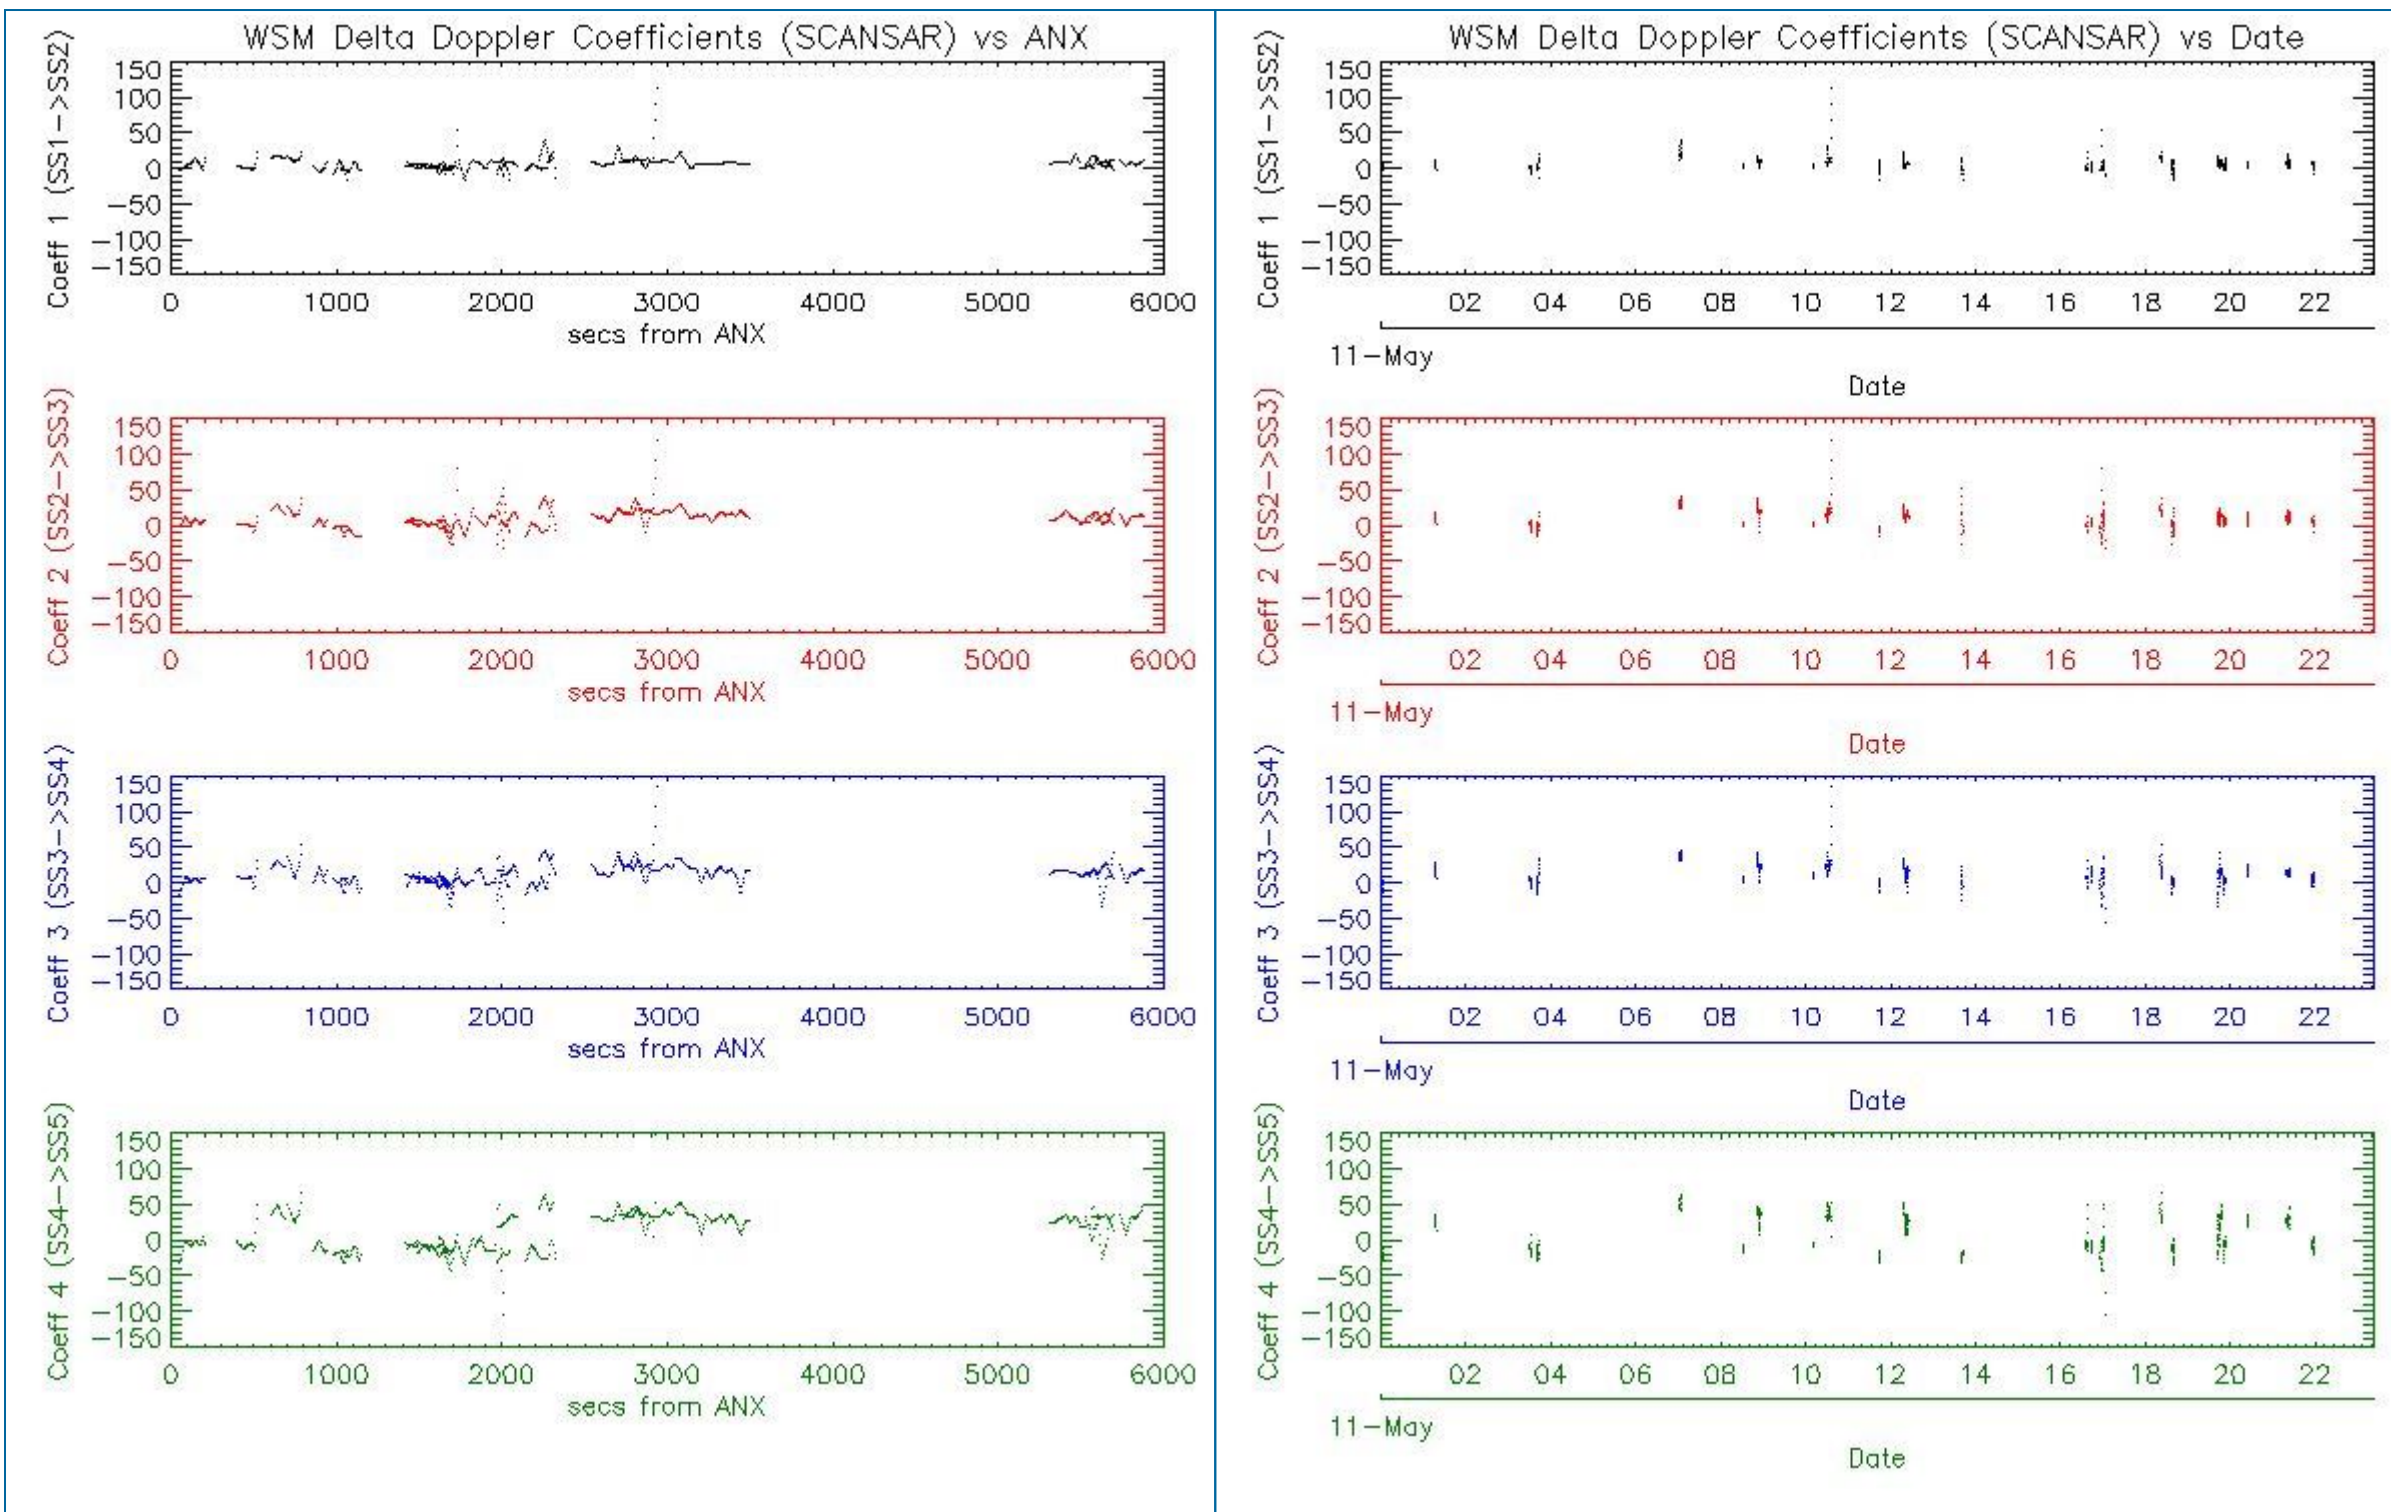 WSM Delta Doppler Coefficients (SCANSAR) vs ANX
Coeff 1 (SS1->SS2)
150
100
50
0
-50
-100
-150
0 1000 2000 3000 4000 5000 6000
secs from ANX
Coeff 2 (SS2->SS3)
150
100
50
0
-50
-100
-150
0 1000 2000 3000 4000 5000 6000
secs from ANX
Coeff 3 (SS3->SS4)
150
100
50
0
-50
-100
-150
0 1000 2000 3000 4000 5000 6000
secs from ANX
Coeff 4 (SS4->SS5)
150
100
50
0
-50
-100
-150
0 1000 2000 3000 4000 5000 6000
secs from ANX
WSM Delta Doppler Coefficients (SCANSAR) vs Date
Coeff 1 (SS1->SS2)
150
100
50
0
-50
-100
-150
02 04 06 08 10 12 14 16 18 20 22
11-May
Date
Coeff 2 (SS2->SS3)
150
100
50
0
-50
-100
-150
02 04 06 08 10 12 14 16 18 20 22
11-May
Date
Coeff 3 (SS3->SS4)
150
100
50
0
-50
-100
-150
02 04 06 08 10 12 14 16 18 20 22
11-May
Date
Coeff 4 (SS4->SS5)
150
100
50
0
-50
-100
-150
02 04 06 08 10 12 14 16 18 20 22
11-May
Date